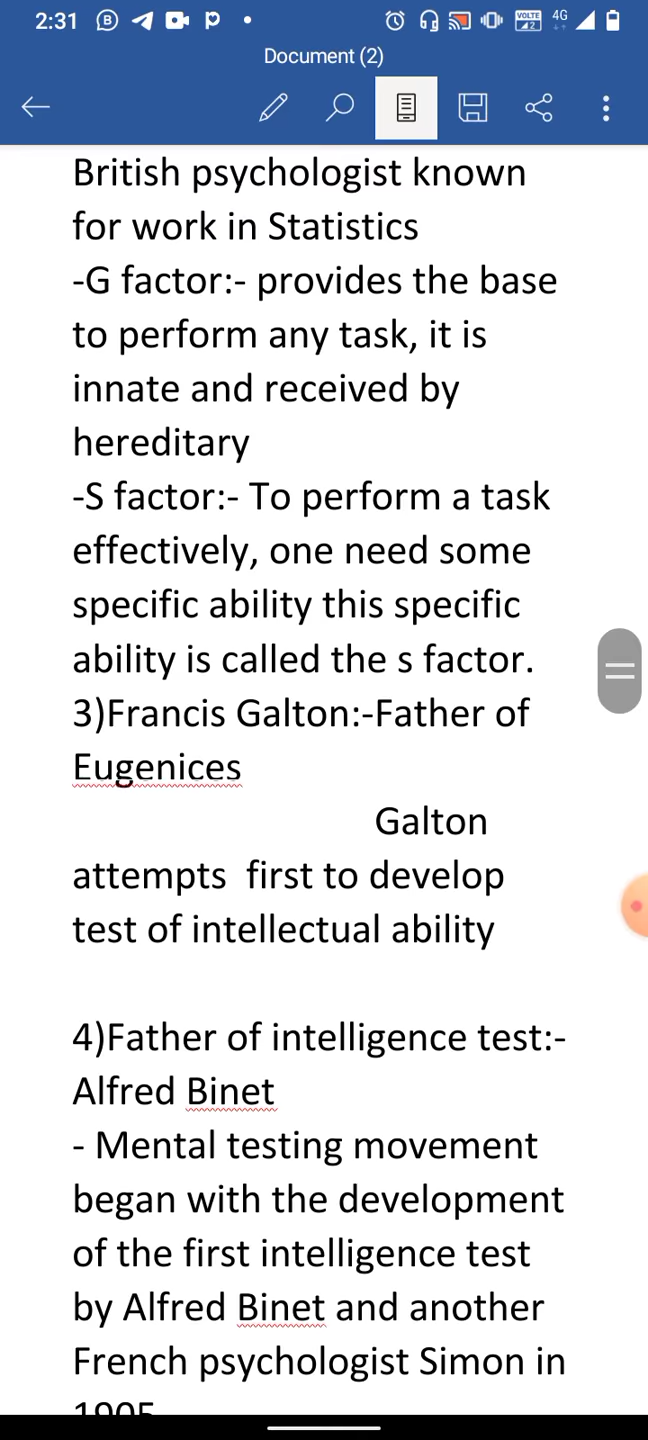 2:31
4G
VOLTE
2
Document (2)
British psychologist known
for work in Statistics
-G factor:- provides the base
to perform any task, it is
innate and received by
hereditary
-S factor:- To perform a task
effectively, one need some
specific ability this specific
ability is called the s factor.
3)Francis Galton:-Father of
Eugenices
Galton
attempts  first to develop
test of intellectual ability
4)Father of intelligence test:-
Alfred Binet
- Mental testing movement
began with the development
of the first intelligence test
by Alfred Binet and another
French psychologist Simon in
1905